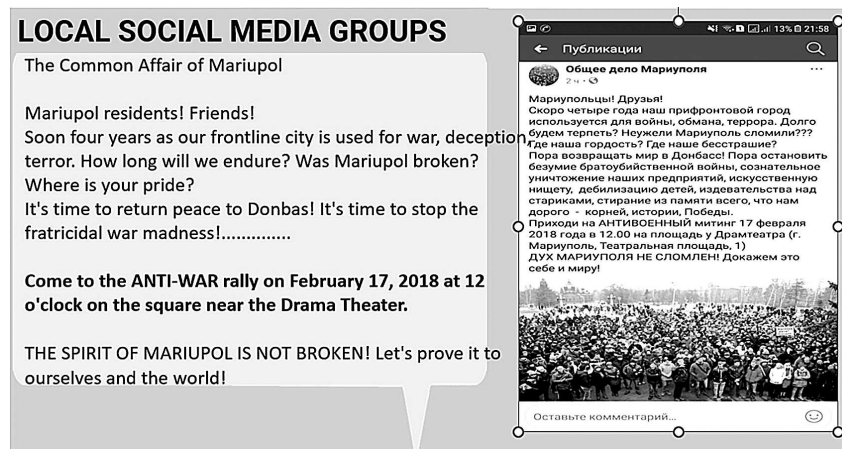 LOCAL SOCIAL MEDIA GROUPS
The Common Affair of Mariupol
Mariupol residents! Friends!
Soon four years as our frontline city is used for war, deception,
terror. How long will we endure? Was Mariupol broken?
Where is your pride?
It's time to return peace to Donbas! It's time to stop the
fratricidal war madness!..............
Come to the ANTI-WAR rally on February 17, 2018 at 12
o'clock on the square near the Drama Theater.
THE SPIRIT OF MARIUPOL IS NOT BROKEN! Let's prove it to
ourselves and the world!
13% 21:58
Публикации
Общее дело Мариуполя
2 ч
Мариупольцы! Друзья!
Скоро четыре года наш прифронтовой город
используется для войны, обмана, террора. Долго
будем терпеть? Неужели Мариуполь сломили???
Где наша гордость? Где наше бесстрашие?
Пора возвращать мир в Донбасс! Пора остановить
безумие братоубийственной войны, сознательное
уничтожение наших предприятий, искусственную
нищету, дебилизацию детей, издевательства над
стариками, стирание из памяти всего, что нам
дорого - корней, истории, Победы.
Приходи на АНТИВОЕННЫЙ митинг 17 февраля
2018 года в 12.00 на площадь у Драмтеатра (г.
Мариуполь, Театральная площадь, 1)
ДУХ МАРИУПОЛЯ НЕ СЛОМЛЕН! Докажем это
себе и миру!
Оставьте комментарий...